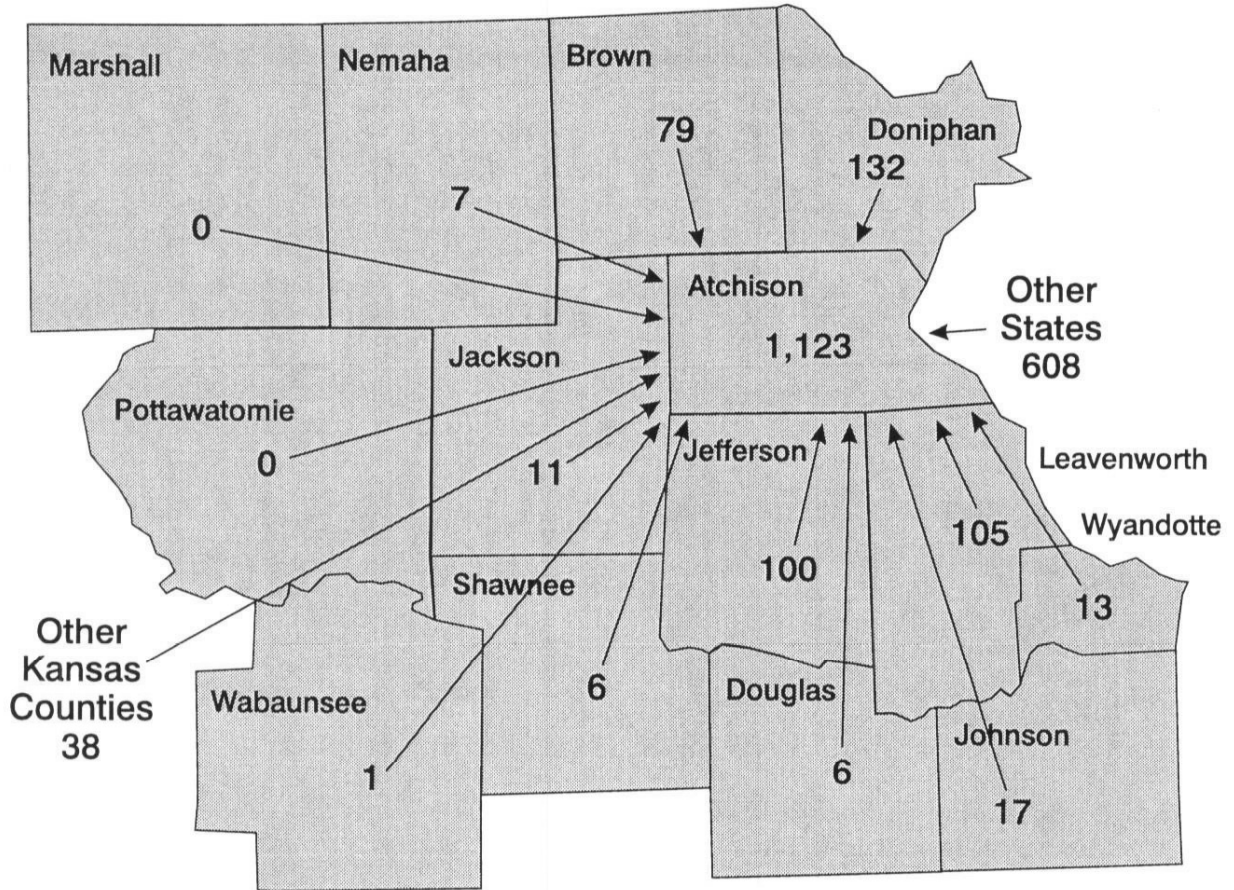 Marshall
0
Nemaha
7
Brown
79
Doniphan
132
Atchison
1,123
Other
States
608
Pottawatomie
0
Jackson
11
Jefferson
100
Leavenworth
105
Wyandotte
13
Other
Kansas
Counties
38
Wabaunsee
1
Shawnee
6
Douglas
6
Johnson
17